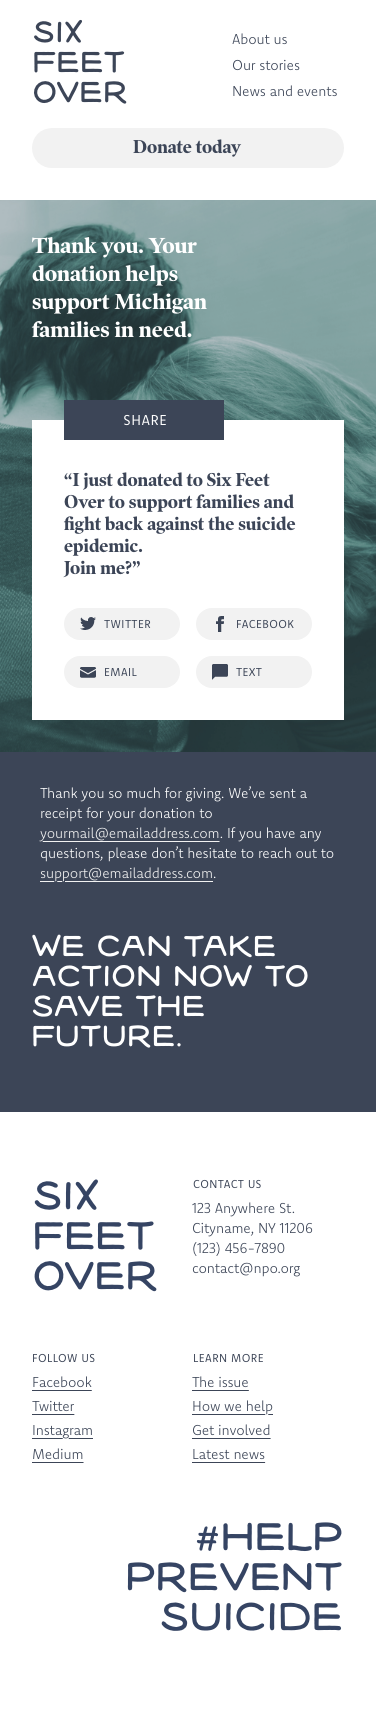 SIX
FEET
OVER
About us
Our stories
News and events
Donate today
Thank you. Your
donation helps
support Michigan
families in need.
SHARE
“I just donated to Six Feet
Over to support families and
fight back against the suicide
epidemic.
Join me?”
TWITTER
FACEBOOK
EMAIL
TEXT
Thank you so much for giving. We’ve sent a
receipt for your donation to
yourmail@emailaddress.com. If you have any
questions, please don’t hesitate to reach out to
support@emailaddress.com.
WE CAN TAKE
ACTION NOW TO
SAVE THE
FUTURE.
SIX
FEET
OVER
CONTACT US
123 Anywhere St.
Cityname, NY 11206
(123) 456-7890
contact@npo.org
FOLLOW US
Facebook
Twitter
Instagram
Medium
LEARN MORE
The issue
How we help
Get involved
Latest news
#HELP
PREVENT
SUICIDE